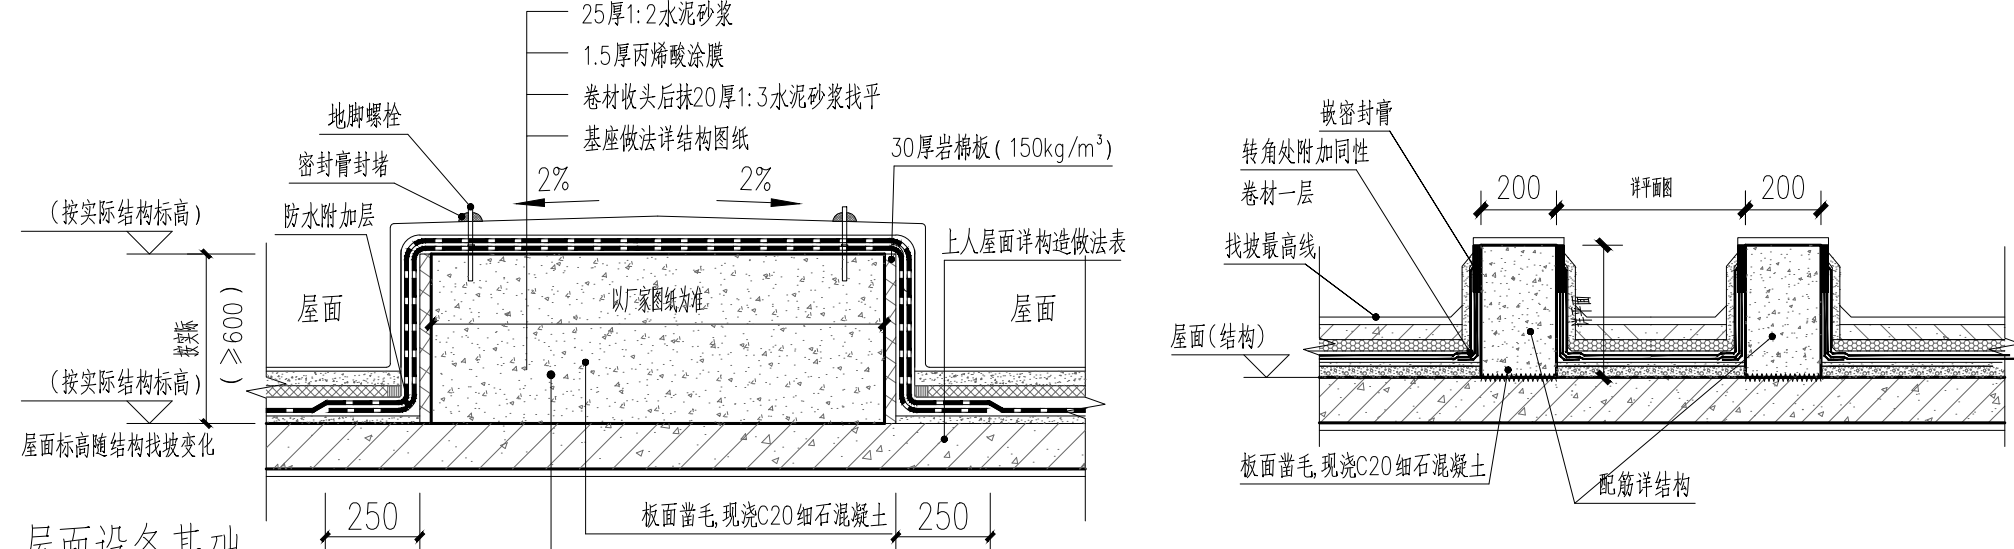 25厚1:2水泥砂浆
1.5厚丙烯酸涂膜
卷材收头后抹20厚1:3水泥砂浆找平
基座做法详结构图纸
地脚螺栓
密封膏封堵
防水附加层
2%
2%
30厚岩棉板(150kg/m³)
(按实际结构标高)
上人屋面详构造做法表
屋面
以厂家图纸为准
屋面
按实际
(≥600)
(按实际结构标高)
屋面标高随结构找坡变化
250
板面凿毛,现浇C20细石混凝土
250
屋面设备基础
嵌密封膏
转角处附加同性
卷材一层
找坡最高线
屋面(结构)
200
详平面图
200
板面凿毛,现浇C20细石混凝土
配筋详结构